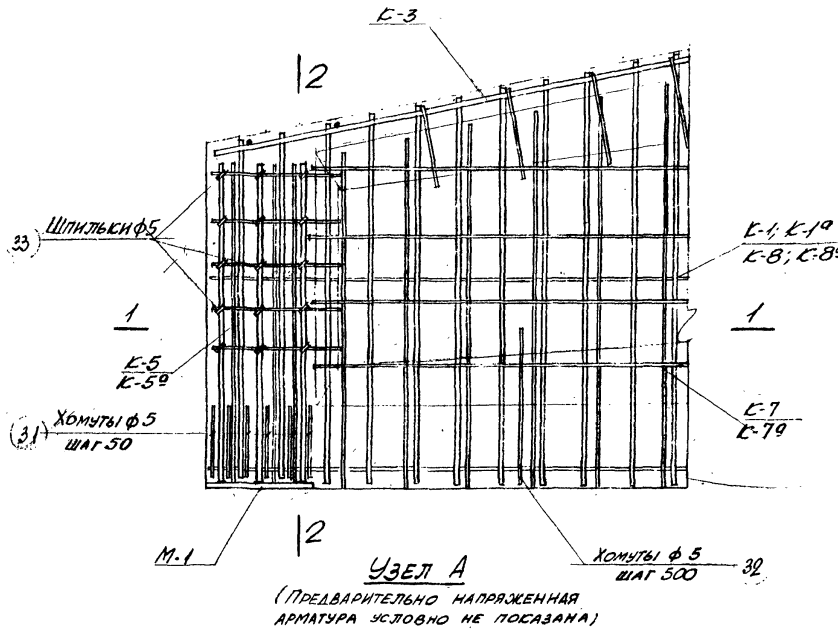 К-3
2
33 Шпильки ф5
К-1; К-1а
К-8; К-8а
1
1
К-5
К-5а
К-7
К-7а
31 Хомуты ф5
шаг 50
М-1
2
Хомуты ф5
шаг 500 32
Узел А
(Предварительно напряженная
арматура условно не показана)